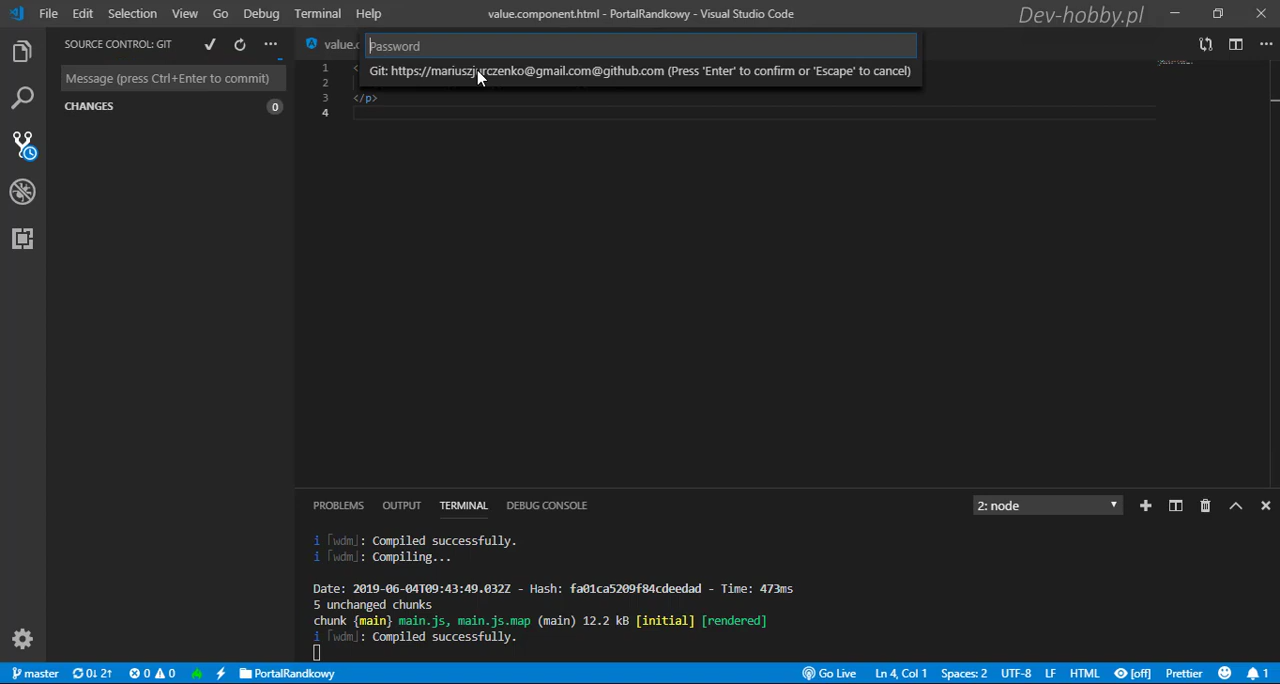 File Edit Selection View Go Debug Terminal Help
value.component.html - PortalRandkowy - Visual Studio Code
Dev-hobby.pl
SOURCE CONTROL: GIT
Message (press Ctrl+Enter to commit)
CHANGES 0
Password
Git: https://mariuszjurczenko@gmail.com@github.com (Press 'Enter' to confirm or 'Escape' to cancel)
1 <
2
3 </p>
4
PROBLEMS OUTPUT TERMINAL DEBUG CONSOLE
2: node
i ｢wdm｣: Compiled successfully.
i ｢wdm｣: Compiling...
Date: 2019-06-04T09:43:49.032Z - Hash: fa01ca5209f84cdeedad - Time: 473ms
5 unchanged chunks
chunk {main} main.js, main.js.map (main) 12.2 kB [initial] [rendered]
i ｢wdm｣: Compiled successfully.
master 0↓ 2↑ 0 0 PortalRandkowy
Go Live Ln 4, Col 1 Spaces: 2 UTF-8 LF HTML [off] Prettier 1